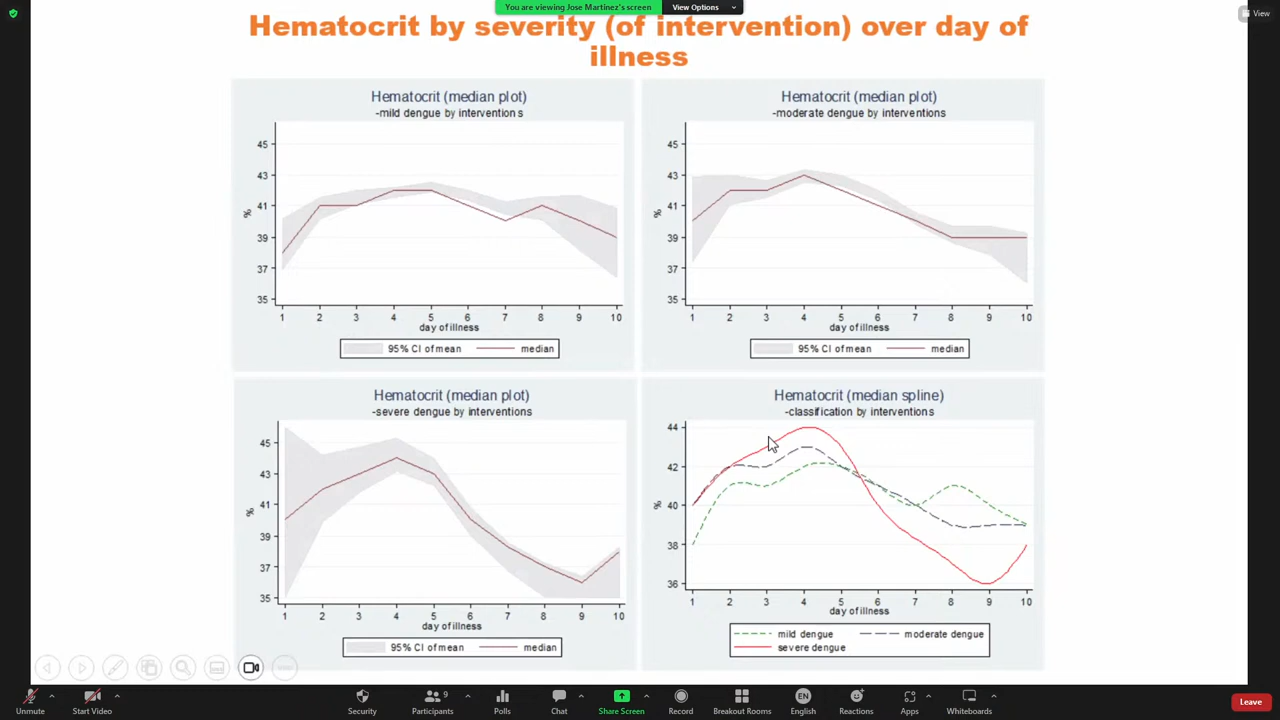 You are viewing Jose Martinez's screen
View Options
View
Hematocrit by severity (of intervention) over day of
illness
Hematocrit (median plot)
-mild dengue by interventions
45
43
41
39
37
35
%
1 2 3 4 5 6 7 8 9 10
day of illness
95% CI of mean
median
Hematocrit (median plot)
-moderate dengue by interventions
45
43
41
39
37
35
%
1 2 3 4 5 6 7 8 9 10
day of illness
95% CI of mean
median
Hematocrit (median plot)
-severe dengue by interventions
45
43
41
39
37
35
%
1 2 3 4 5 6 7 8 9 10
day of illness
95% CI of mean
median
Hematocrit (median spline)
-classification by interventions
44
42
40
38
36
%
1 2 3 4 5 6 7 8 9 10
day of illness
mild dengue
moderate dengue
severe dengue
Unmute
Start Video
Security
9
Participants
Polls
Chat
Share Screen
Record
Breakout Rooms
EN
English
Reactions
Apps
Whiteboards
Leave